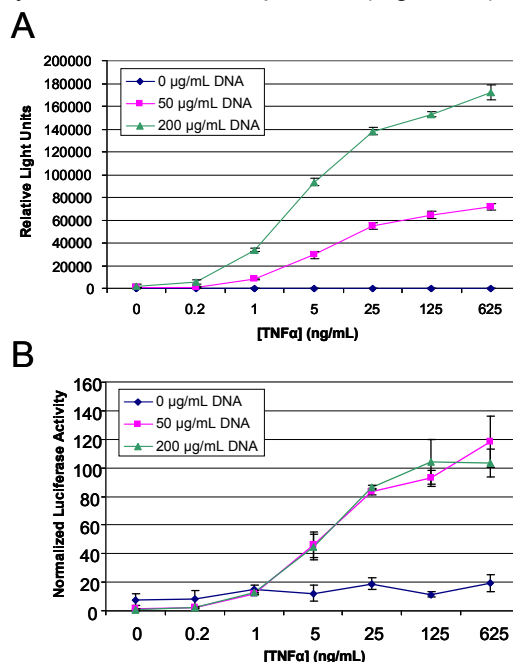 A
200000
180000
160000
140000
120000
100000
80000
60000
40000
20000
0
Relative Light Units
0 µg/mL DNA
50 µg/mL DNA
200 µg/mL DNA
0 0.2 1 5 25 125 625
[TNFα] (ng/mL)
B
160
140
120
100
80
60
40
20
0
Normalized Luciferase Activity
0 µg/mL DNA
50 µg/mL DNA
200 µg/mL DNA
0 0.2 1 5 25 125 625
[TNFα] (ng/mL)